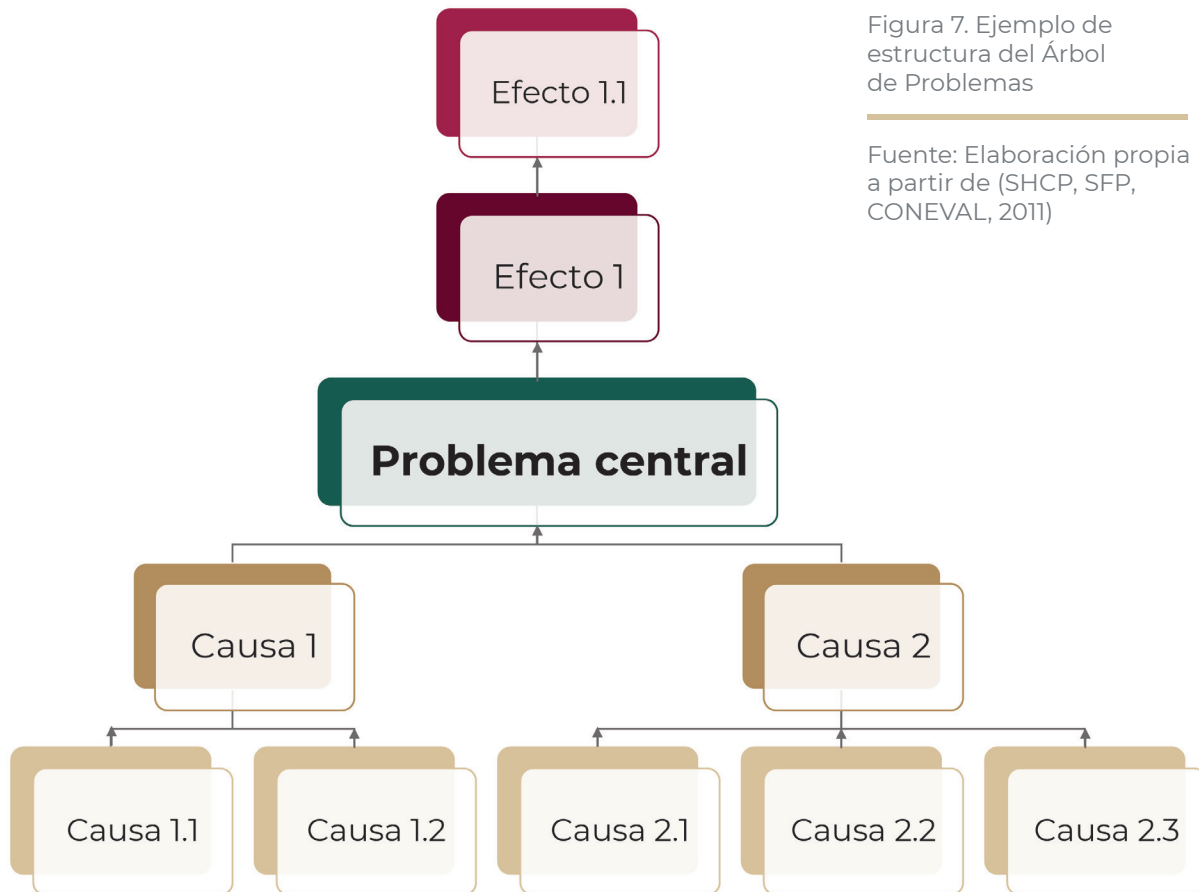 Figura 7. Ejemplo de
estructura del Árbol
de Problemas
Fuente: Elaboración propia
a partir de (SHCP, SFP,
CONEVAL, 2011)
Efecto 1.1
Efecto 1
Problema central
Causa 1
Causa 2
Causa 1.1
Causa 1.2
Causa 2.1
Causa 2.2
Causa 2.3